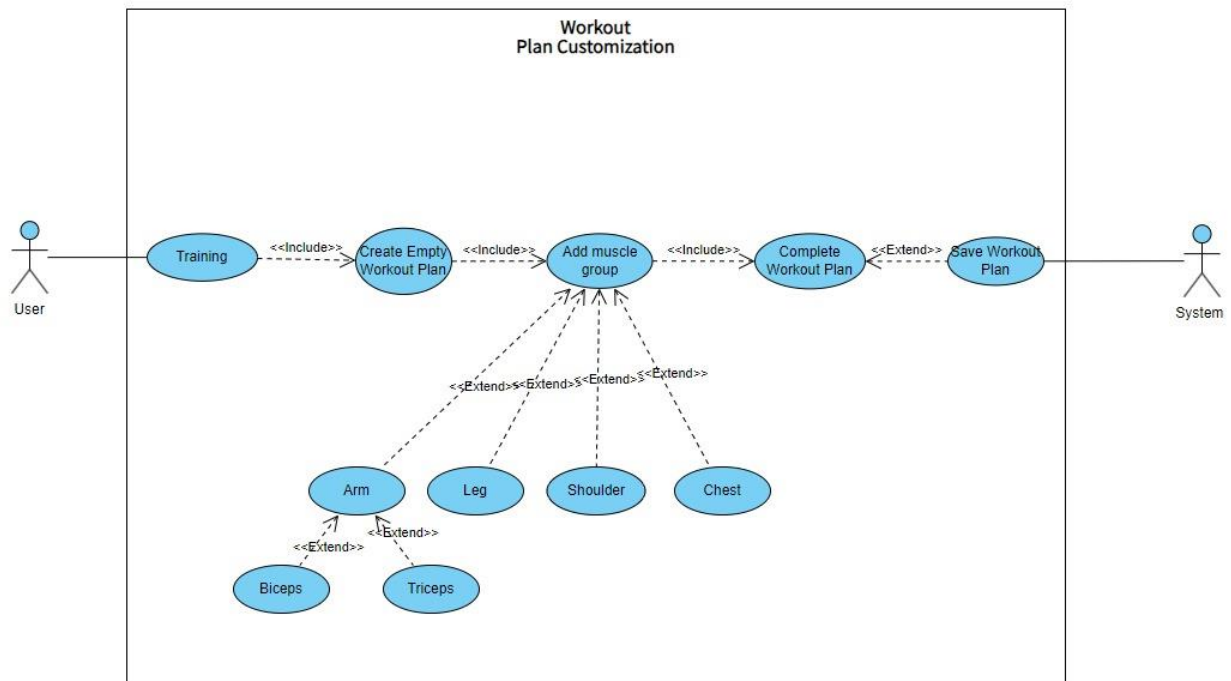 Workout
Plan Customization
Training
<<Include>>
Create Empty
Workout Plan
<<Include>>
Add muscle
group
<<Include>>
Complete
Workout Plan
<<Extend>>
Save Workout
Plan
User
System
<<Extend>>
<<Extend>>
<<Extend>>
<<Extend>>
Arm
Leg
Shoulder
Chest
<<Extend>>
<<Extend>>
Biceps
Triceps